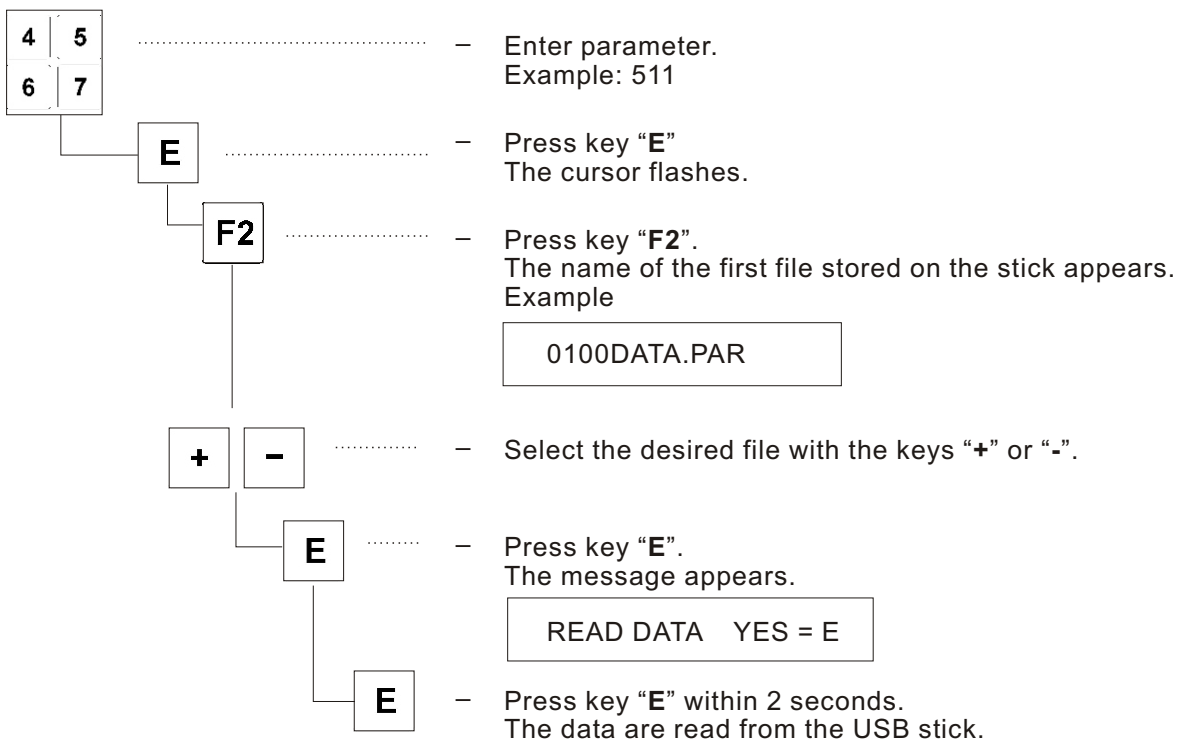 4 5
6 7
– Enter parameter.
Example: 511
E
– Press key “E”
The cursor flashes.
F2
– Press key “F2”.
The name of the first file stored on the stick appears.
Example
0100DATA.PAR
+ -
– Select the desired file with the keys “+” or “-”.
E
– Press key “E”.
The message appears.
READ DATA YES = E
E
– Press key “E” within 2 seconds.
The data are read from the USB stick.